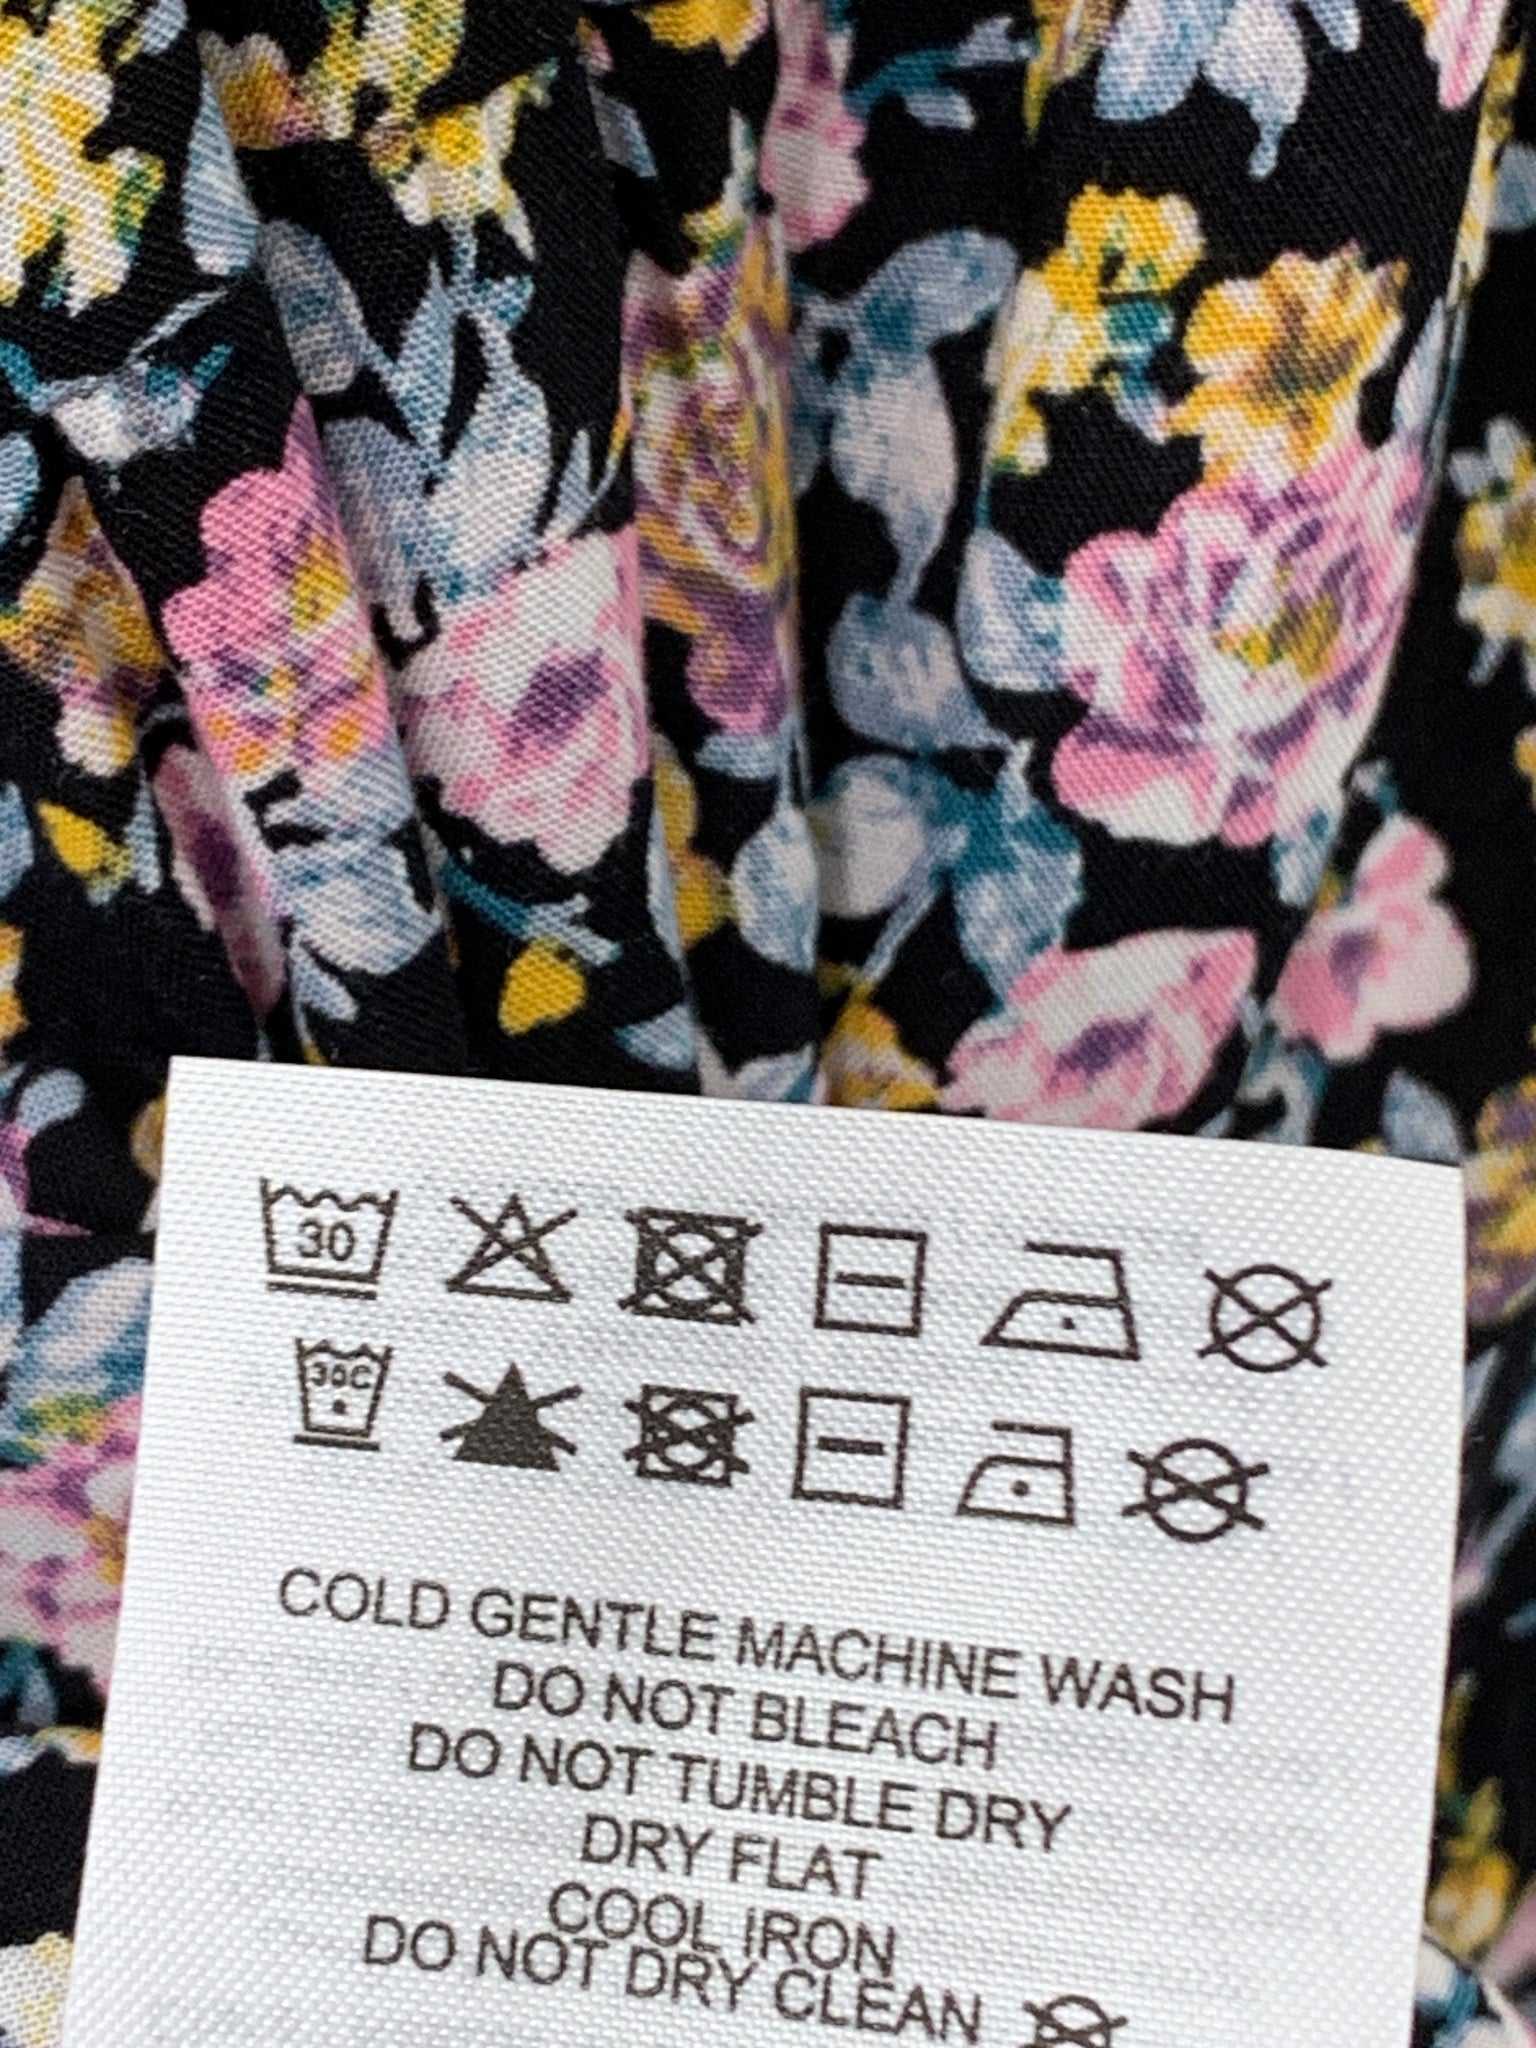 30
30C
COLD GENTLE MACHINE WASH
DO NOT BLEACH
DO NOT TUMBLE DRY
DRY FLAT
COOL IRON
DO NOT DRY CLEAN